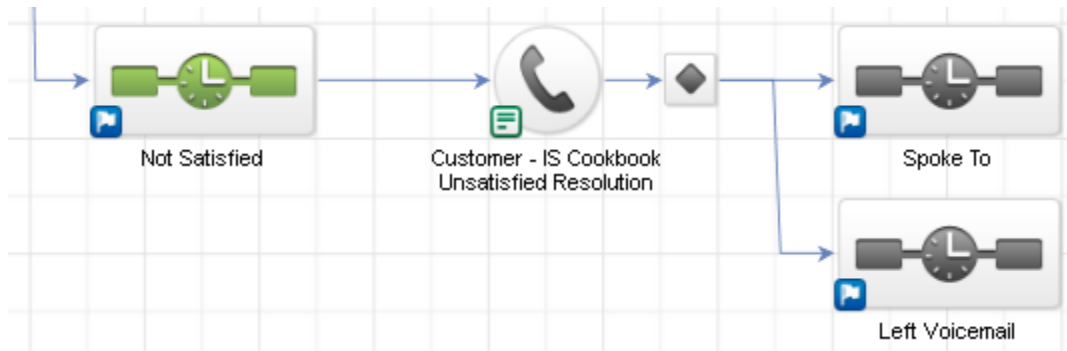 Not Satisfied
Customer - IS Cookbook
Unsatisfied Resolution
Spoke To
Left Voicemail